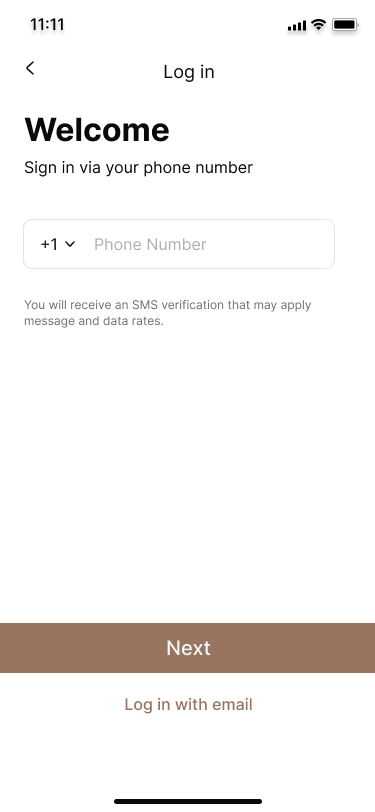 11:11
Log in
Welcome
Sign in via your phone number
+1 Phone Number
You will receive an SMS verification that may apply
message and data rates.
Next
Log in with email